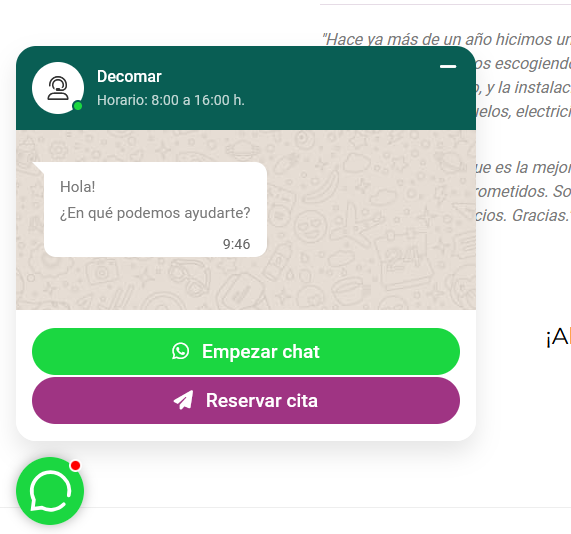 "Hace ya más de un año hicimos un
os escogiendo
, y la instalac
uelos, electric
ue es la mejor
rometidos. So
cios. Gracias."
Decomar
Horario: 8:00 a 16:00 h.
Hola!
¿En qué podemos ayudarte?
9:46
Empezar chat
Reservar cita
¡A